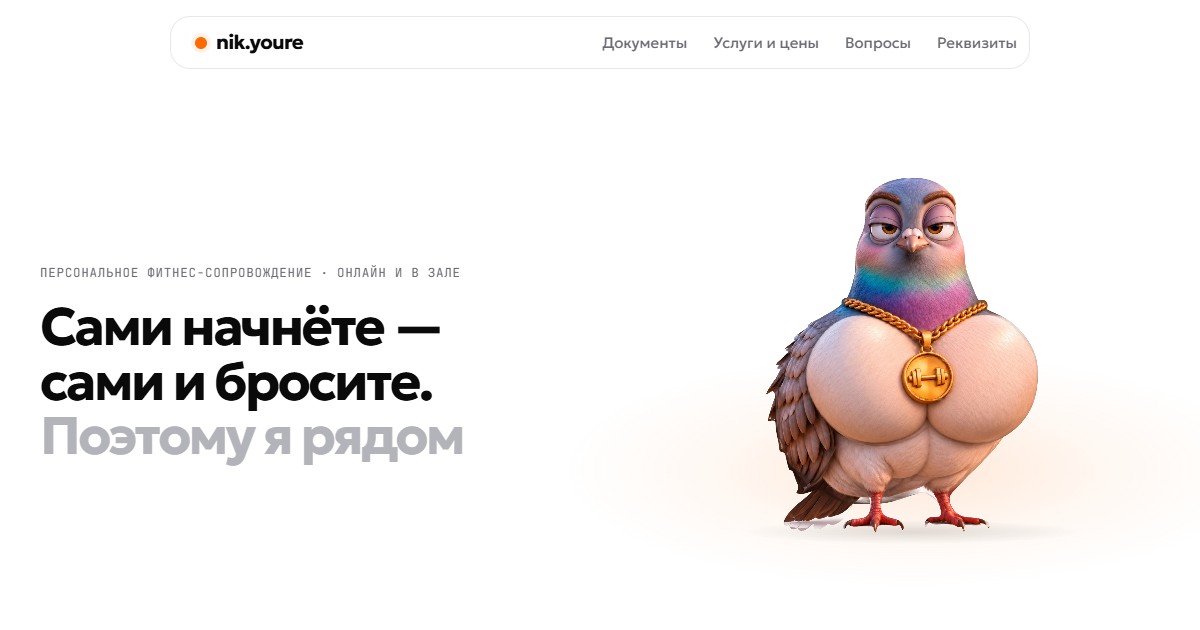 nik.youre
Документы
Услуги и цены
Вопросы
Реквизиты
ПЕРСОНАЛЬНОЕ ФИТНЕС-СОПРОВОЖДЕНИЕ · ОНЛАЙН И В ЗАЛЕ
Сами начнёте —
сами и бросите.
Поэтому я рядом